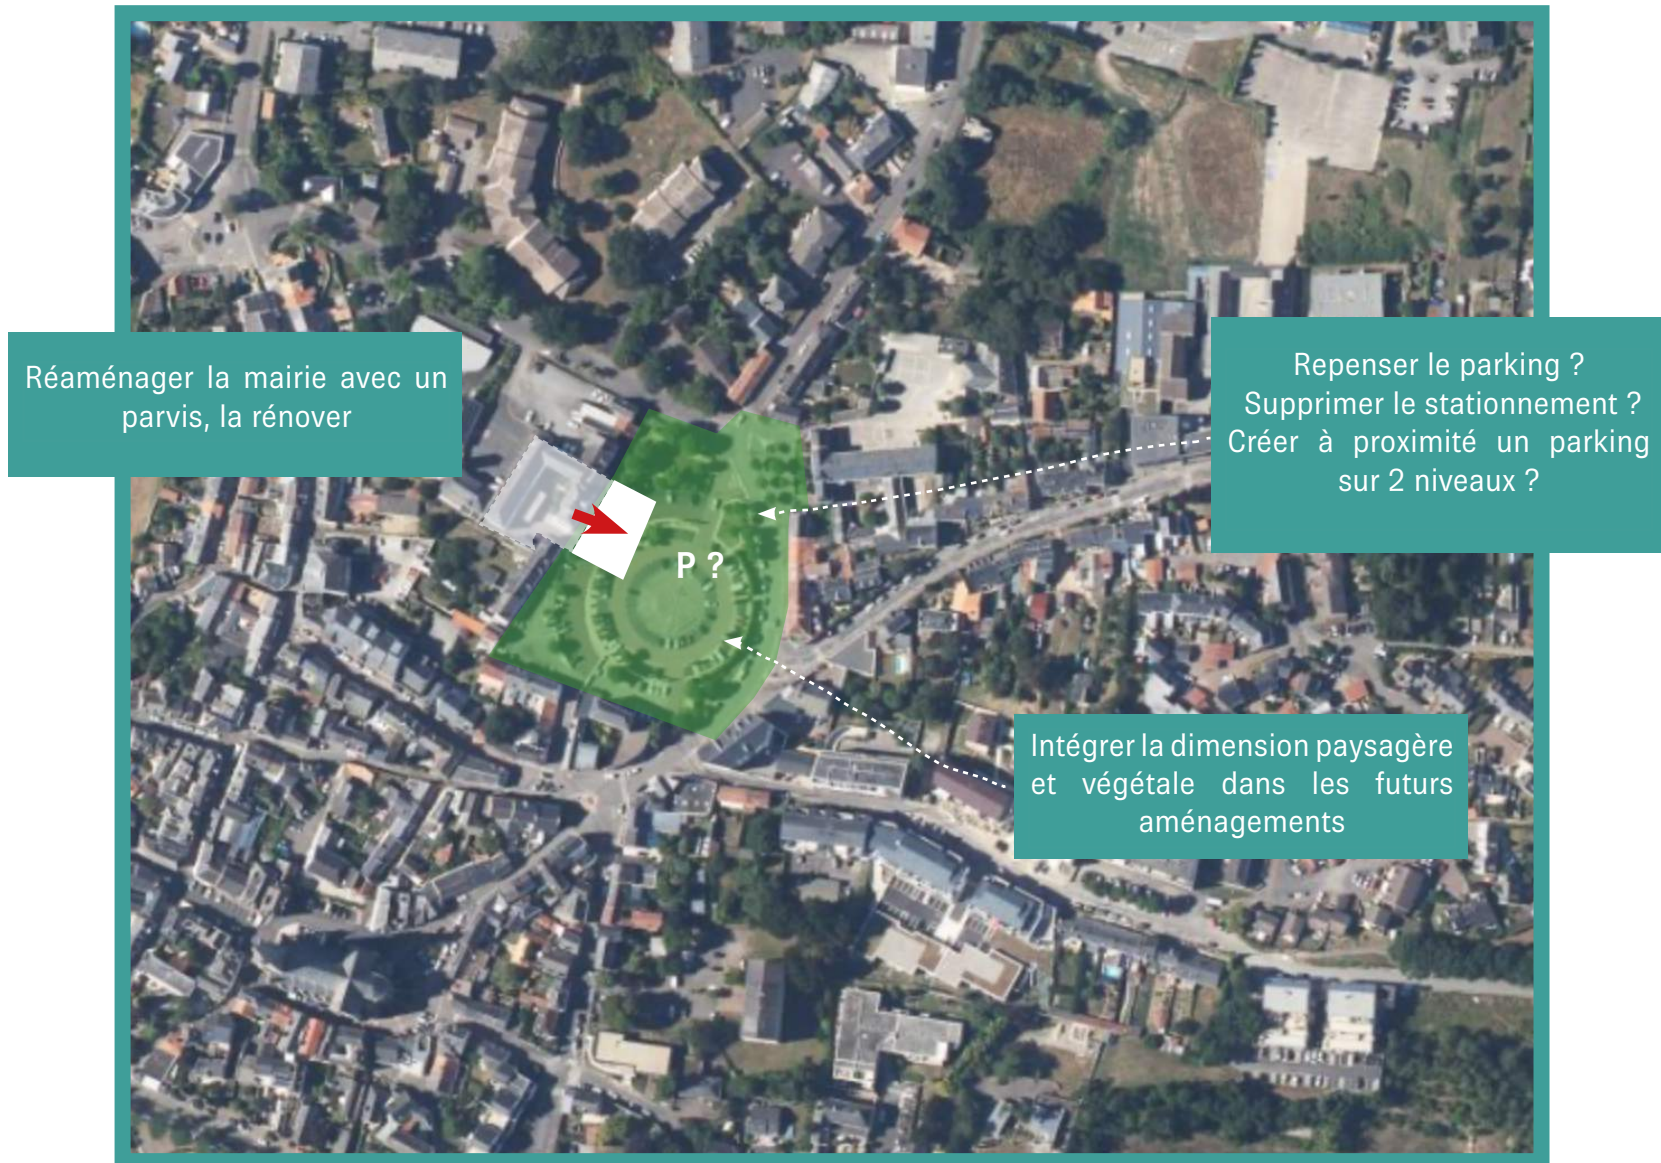 Réaménager la mairie avec un
parvis, la rénover
Repenser le parking ?
Supprimer le stationnement ?
Créer à proximité un parking
sur 2 niveaux ?
P ?
Intégrer la dimension paysagère
et végétale dans les futurs
aménagements